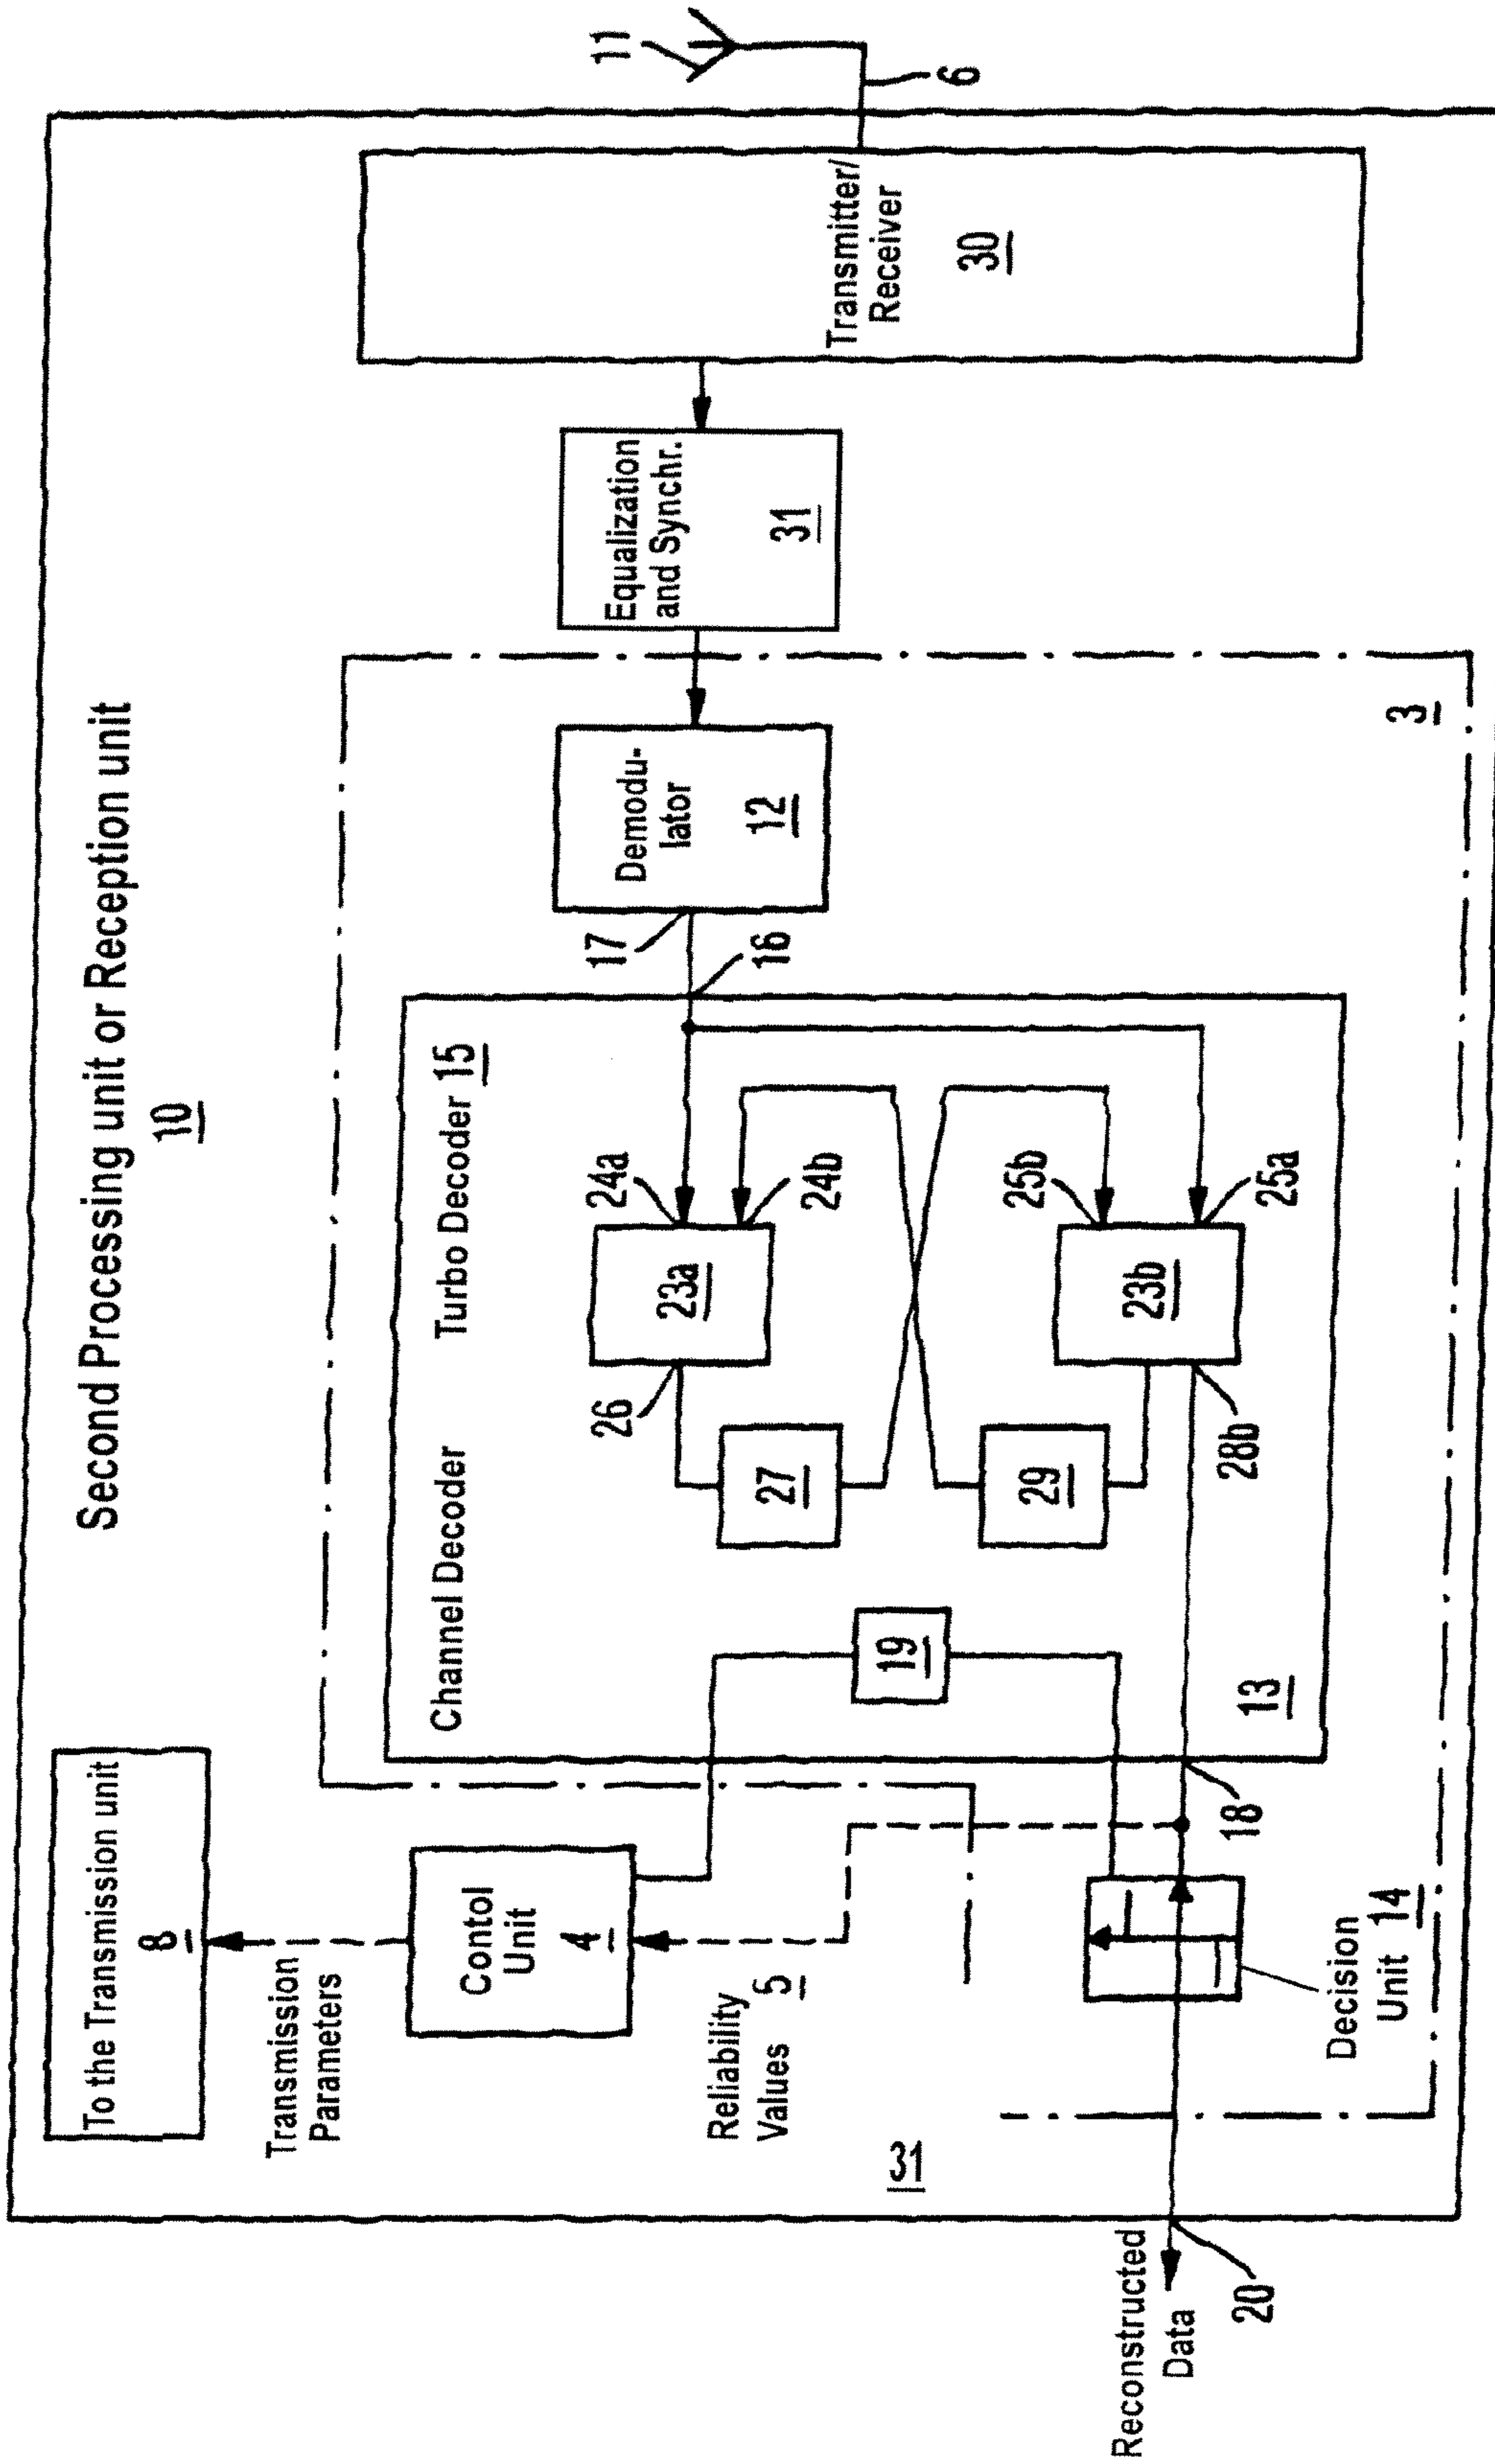 Second Processing unit or Reception unit
10
To the Transmission unit
8
Transmission
Parameters
Contol
Unit
4
Reliability
Values 5
31
Channel Decoder
Turbo Decoder 15
13
19
26
27
29
28b
23a
23b
24a
24b
25b
25a
16
17
18
Demodu-
lator
12
3
Equalization
and Synchr.
31
Transmitter/
Receiver
30
11
6
Decision
Unit 14
Reconstructed
Data
20